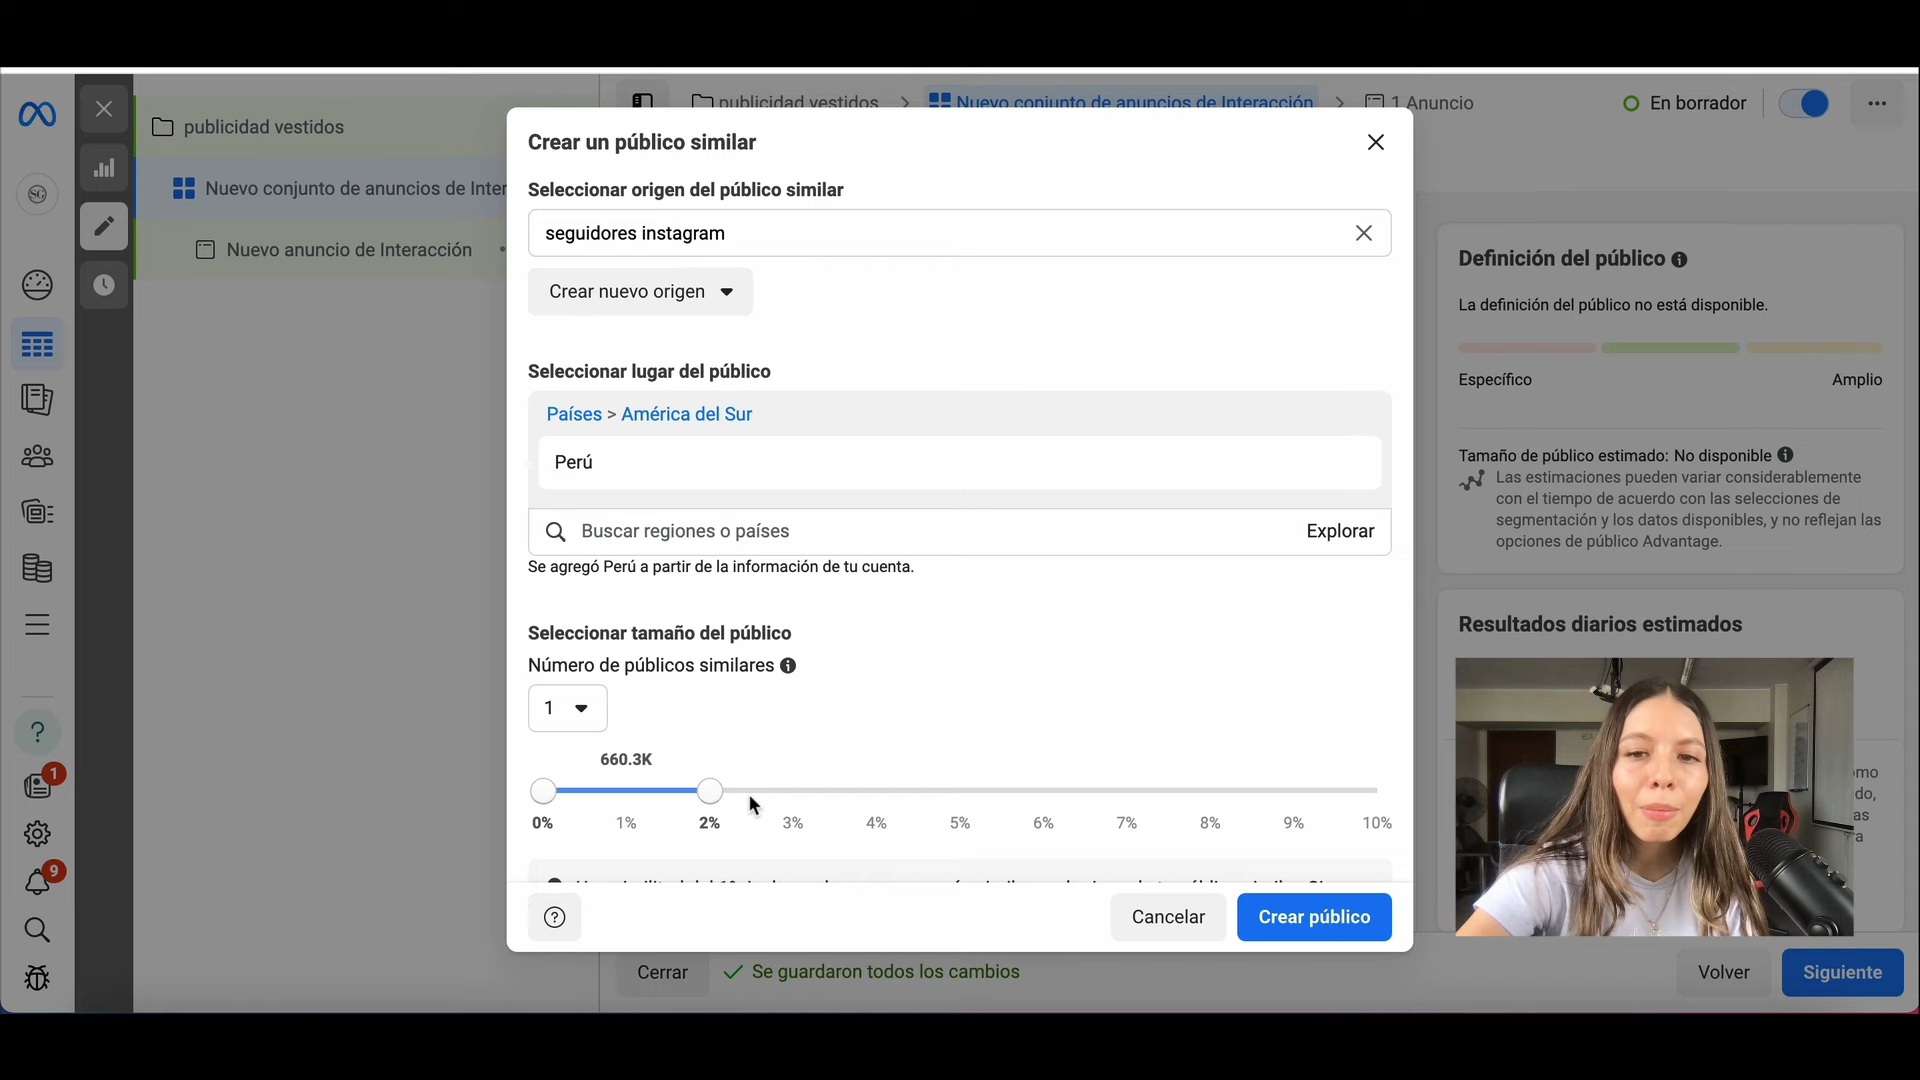 publicidad vestidos
Nuevo conjunto de anuncios de Inter
Nuevo anuncio de Interacción
publicidad vestidos
Nuevo conjunto de anuncios de Interacción
1 Anuncio
En borrador
Crear un público similar
Seleccionar origen del público similar
seguidores instagram
Crear nuevo origen
Seleccionar lugar del público
Países > América del Sur
Perú
Buscar regiones o países
Explorar
Se agregó Perú a partir de la información de tu cuenta.
Seleccionar tamaño del público
Número de públicos similares
1
660.3K
0% 1% 2% 3% 4% 5% 6% 7% 8% 9% 10%
Cancelar
Crear público
Definición del público
La definición del público no está disponible.
Específico
Amplio
Tamaño de público estimado: No disponible
Las estimaciones pueden variar considerablemente
con el tiempo de acuerdo con las selecciones de
segmentación y los datos disponibles, y no reflejan las
opciones de público Advantage.
Resultados diarios estimados
Cerrar
Se guardaron todos los cambios
Volver
Siguiente
SG
1
9